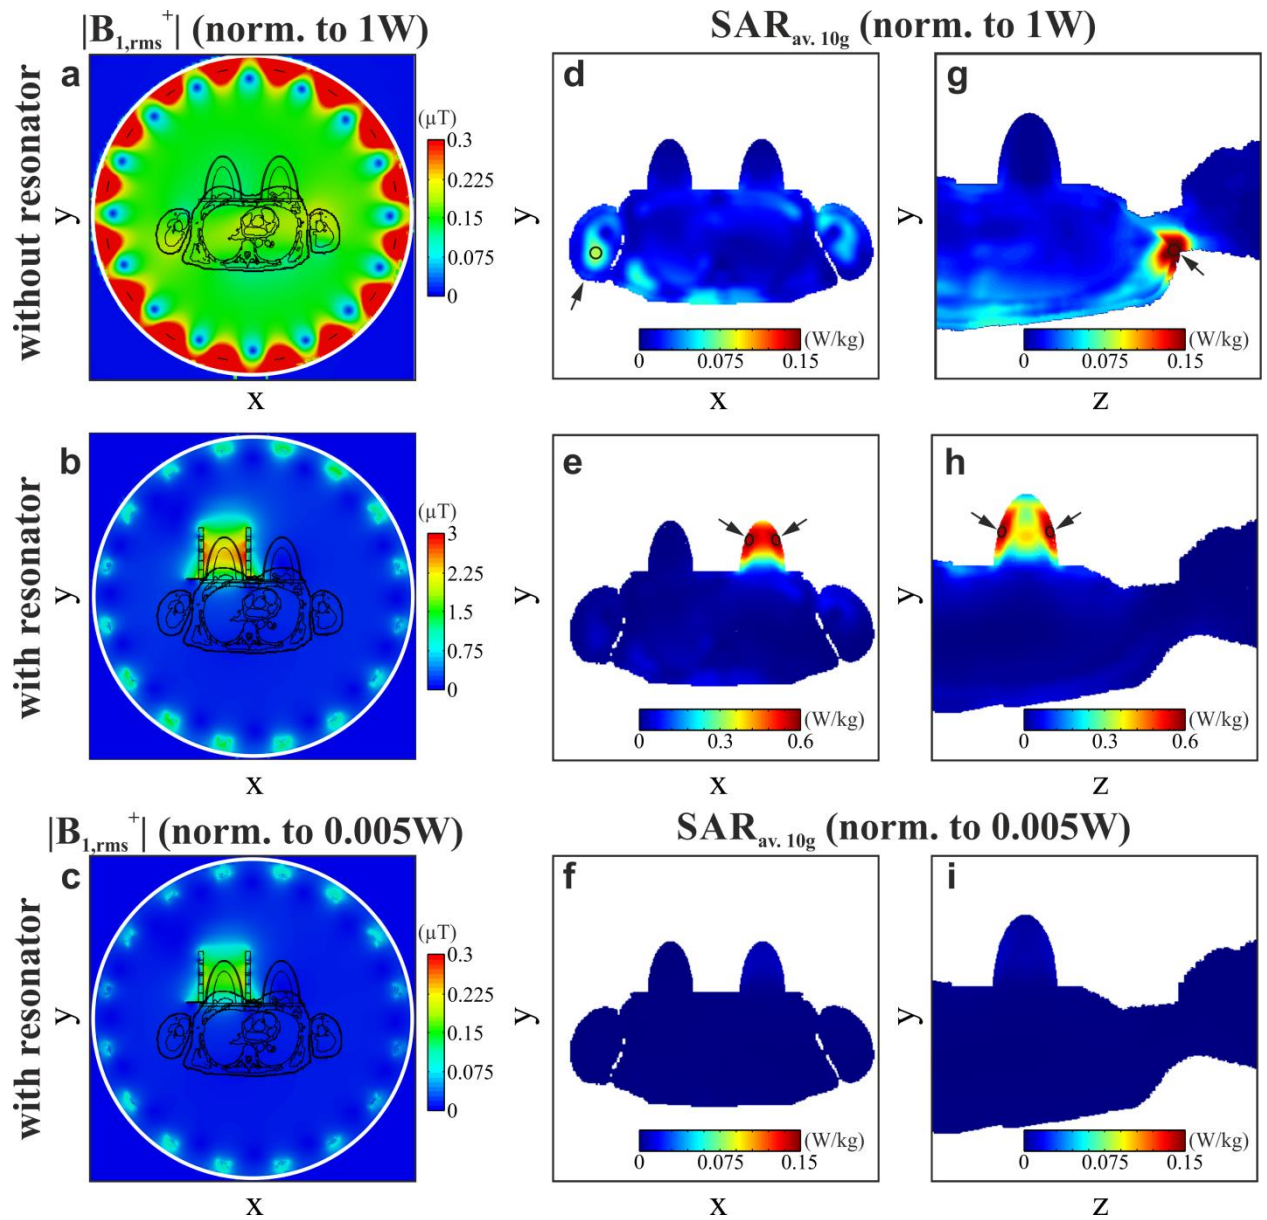 |B1,rms+| (norm. to 1W)
SARav. 10g (norm. to 1W)
without resonator
a
y
x
(μT)
0.3
0.225
0.15
0.075
0
d
y
x
(W/kg)
0 0.075 0.15
g
y
z
(W/kg)
0 0.075 0.15
with resonator
b
y
x
(μT)
3
2.25
1.5
0.75
0
e
y
x
(W/kg)
0 0.3 0.6
h
y
z
(W/kg)
0 0.3 0.6
|B1,rms+| (norm. to 0.005W)
SARav. 10g (norm. to 0.005W)
with resonator
c
y
x
(μT)
0.3
0.225
0.15
0.075
0
f
y
x
(W/kg)
0 0.075 0.15
i
y
z
(W/kg)
0 0.075 0.15